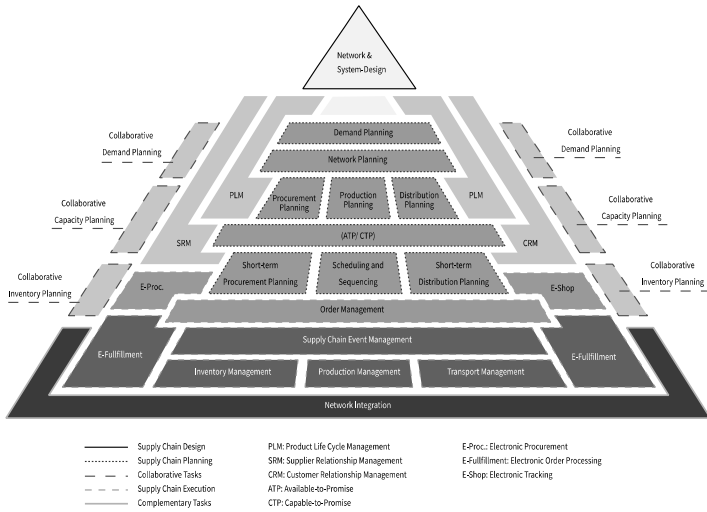 Network &
System-Design
Demand Planning
Network Planning
Collaborative
Demand Planning
Collaborative
Demand Planning
PLM
Procurement
Planning
Production
Planning
Distribution
Planning
PLM
Collaborative
Capacity Planning
Collaborative
Capacity Planning
SRM
(ATP/ CTP)
CRM
Collaborative
Inventory Planning
Collaborative
Inventory Planning
E-Proc.
Short-term
Procurement Planning
Scheduling and
Sequencing
Short-term
Distribution Planning
E-Shop
Order Management
E-Fullfillment
Supply Chain Event Management
E-Fullfillment
Inventory Management
Production Management
Transport Management
Network Integration
Supply Chain Design
Supply Chain Planning
Collaborative Tasks
Supply Chain Execution
Complementary Tasks
PLM: Product Life Cycle Management
SRM: Supplier Relationship Management
CRM: Customer Relationship Management
ATP: Available-to-Promise
CTP: Capable-to-Promise
E-Proc.: Electronic Procurement
E-Fullfillment: Electronic Order Processing
E-Shop: Electronic Tracking